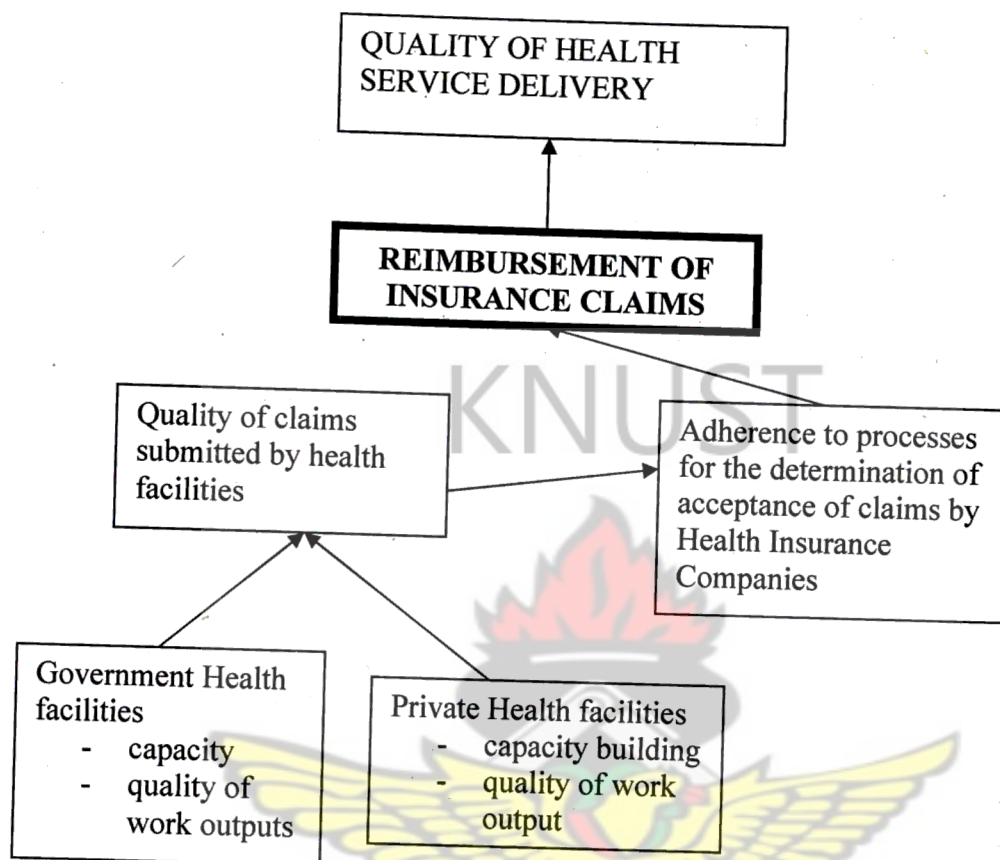 QUALITY OF HEALTH
SERVICE DELIVERY
REIMBURSEMENT OF
INSURANCE CLAIMS
KNUST
Quality of claims
submitted by health
facilities
Adherence to processes
for the determination of
acceptance of claims by
Health Insurance
Companies
Government Health
facilities
- capacity
- quality of
work outputs
Private Health facilities
- capacity building
- quality of work
output